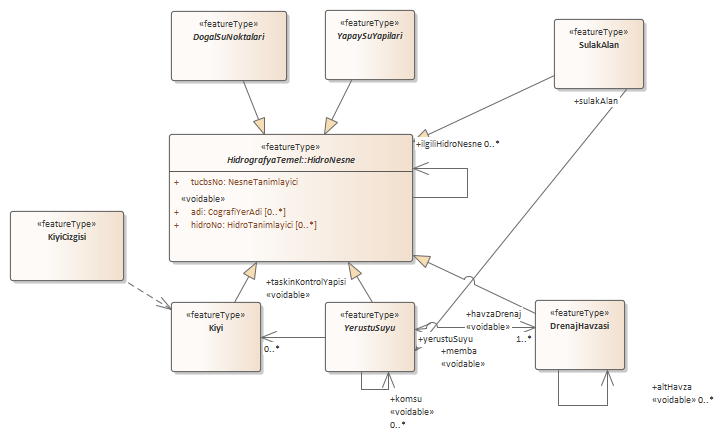 «featureType»
DogalSuNoktalari
«featureType»
YapaySuYapilari
«featureType»
SulakAlan
+sulakAlan
«featureType»
HidrografyaTemel::HidroNesne
+ tucbsNo: NesneTanimlayici
«voidable»
+ adi: CografiYerAdi [0..*]
+ hidroNo: HidroTanimlayici [0..*]
+ilgiliHidroNesne 0..*
«featureType»
KiyiCizgisi
+taskinKontrolYapisi
«voidable»
«featureType»
Kiyi
0..*
«featureType»
YerustuSuyu
+havzaDrenaj
«voidable»
+yerustuSuyu
1..*
+memba
«voidable»
«featureType»
DrenajHavzasi
+komsu
«voidable»
0..*
+altHavza
«voidable» 0..*